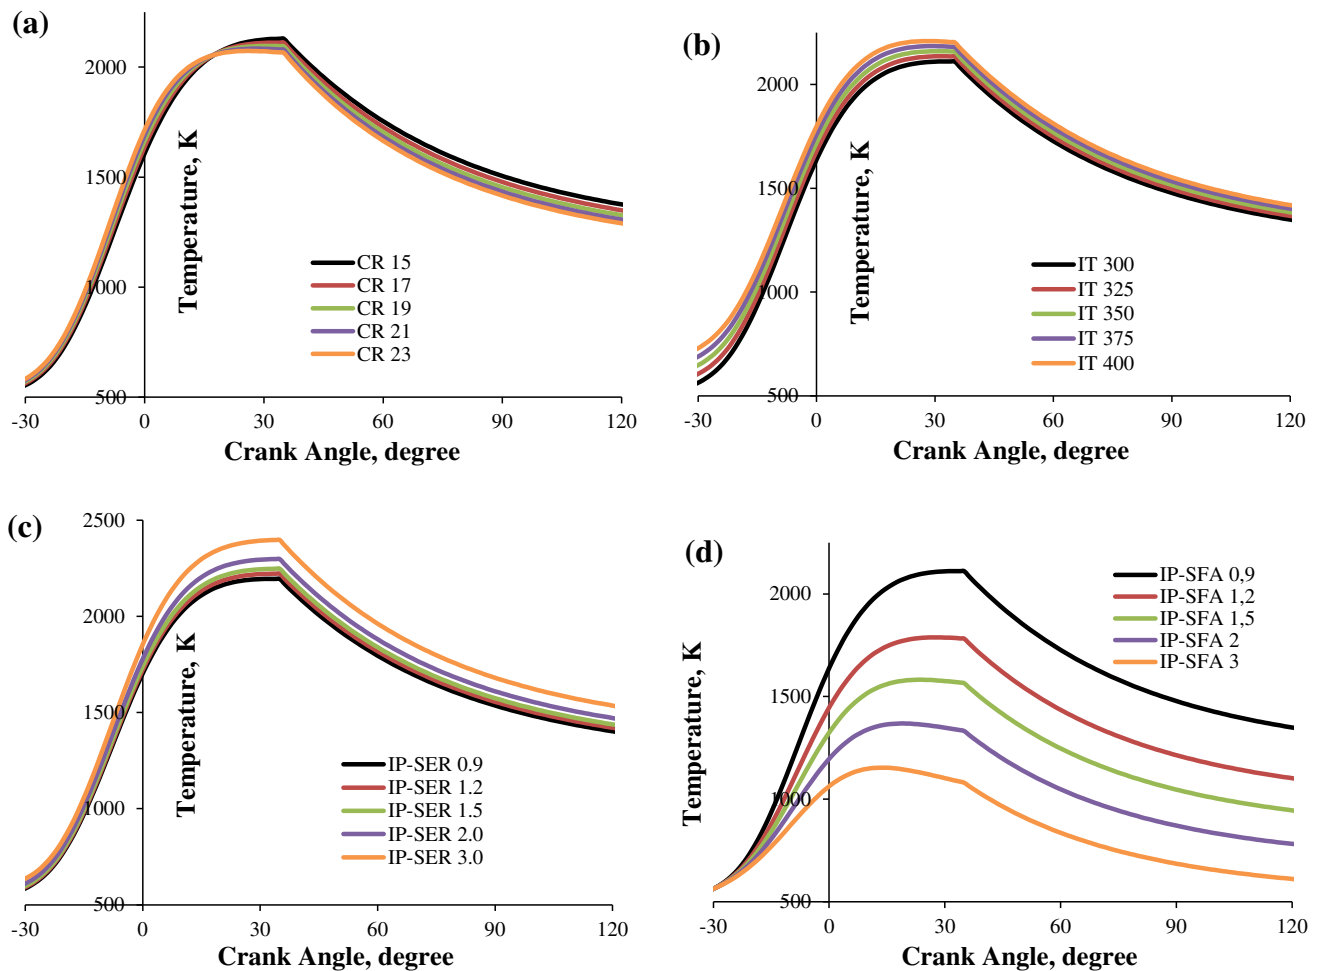 (a)
2000
1500
1000
500
Temperature, K
CR 15
CR 17
CR 19
CR 21
CR 23
-30 0 30 60 90 120
Crank Angle, degree
(b)
2000
1500
1000
500
Temperature, K
IT 300
IT 325
IT 350
IT 375
IT 400
-30 0 30 60 90 120
Crank Angle, degree
(c)
2500
2000
1500
1000
500
Temperature, K
IP-SER 0.9
IP-SER 1.2
IP-SER 1.5
IP-SER 2.0
IP-SER 3.0
-30 0 30 60 90 120
Crank Angle, degree
(d)
2000
1500
1000
500
Temperature, K
IP-SFA 0,9
IP-SFA 1,2
IP-SFA 1,5
IP-SFA 2
IP-SFA 3
-30 0 30 60 90 120
Crank Angle, degree